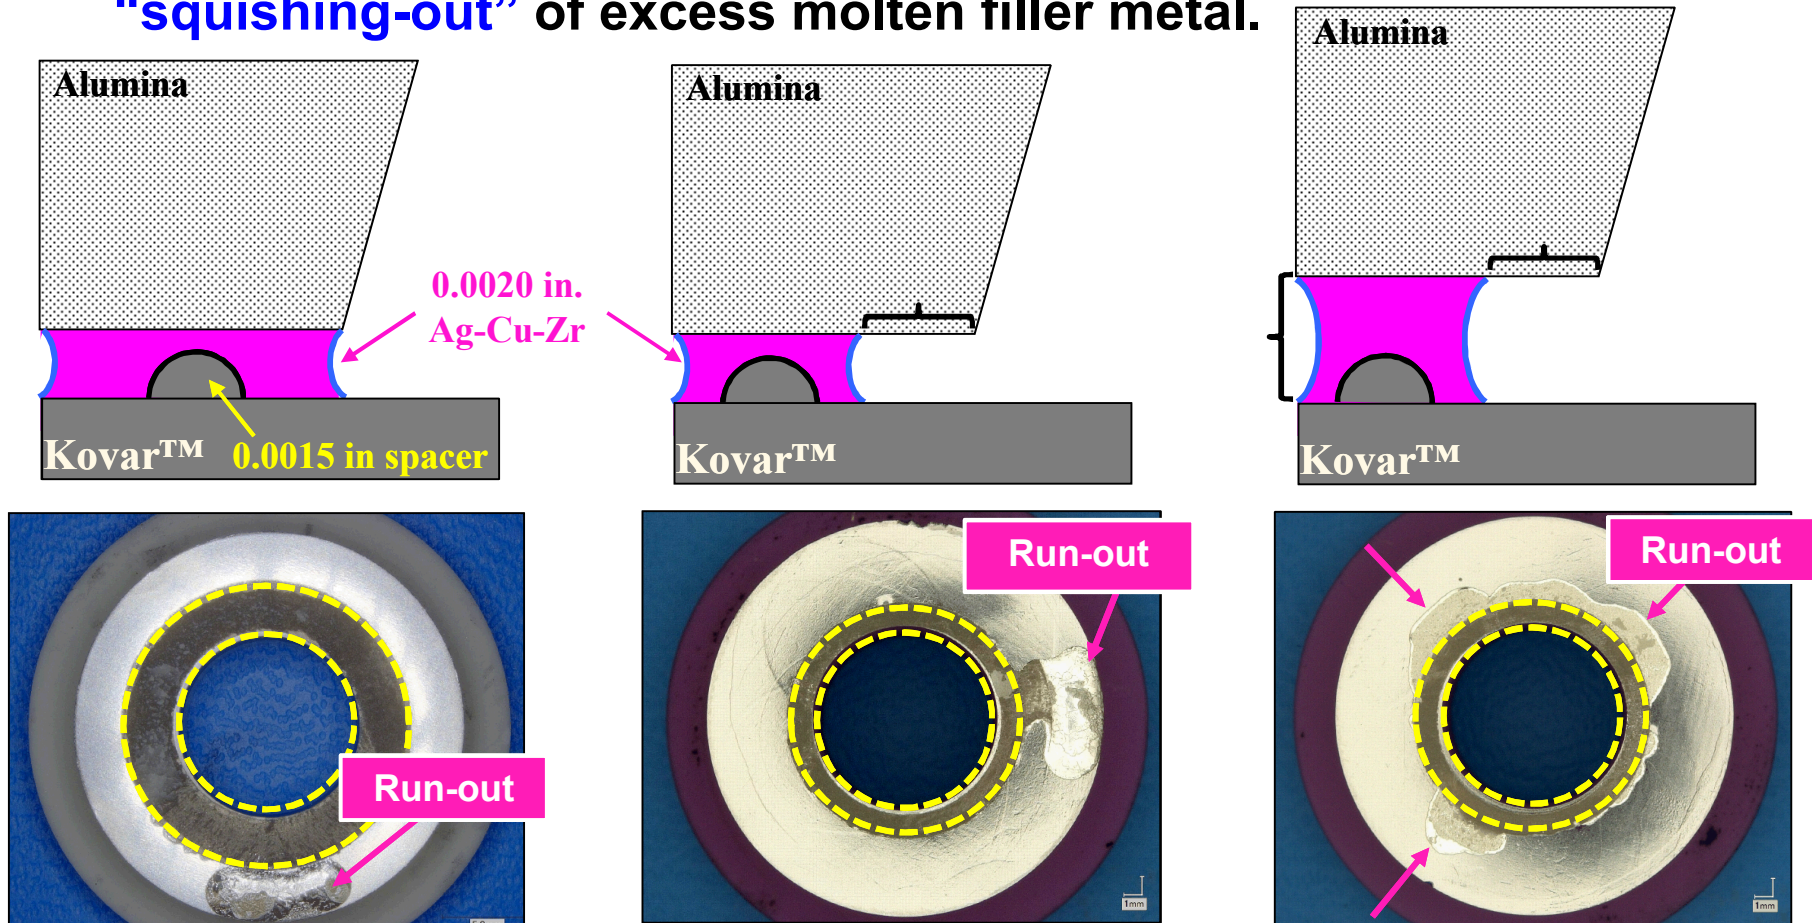 "squishing-out" of excess molten filler metal.
Alumina
Alumina
Alumina
0.0020 in.
Ag-Cu-Zr
Kovar™ 0.0015 in spacer
Kovar™
Kovar™
Run-out
Run-out
Run-out
1mm
1mm